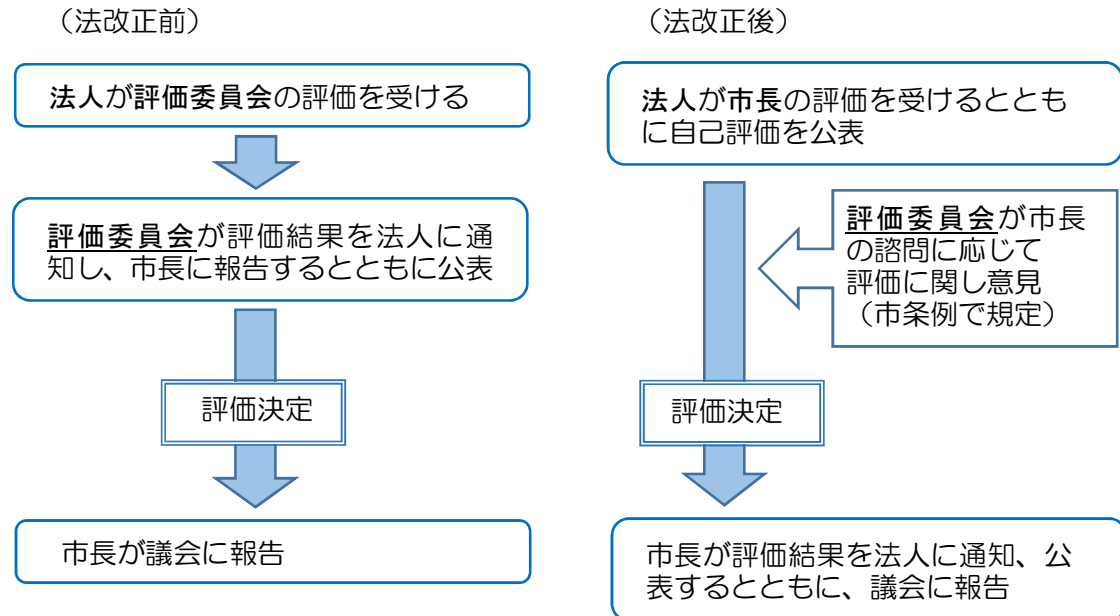 （法改正前）
法人が評価委員会の評価を受ける
評価委員会が評価結果を法人に通
知し、市長に報告するとともに公表
評価決定
市長が議会に報告
（法改正後）
法人が市長の評価を受けるととも
に自己評価を公表
評価委員会が市長
の諮問に応じて
評価に関し意見
（市条例で規定）
評価決定
市長が評価結果を法人に通知、公
表するとともに、議会に報告